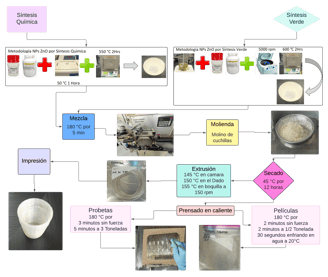 Síntesis
Química
Síntesis
Verde
Metodología NPs ZnO por Síntesis Química
550 °C 2Hrs
50 °C 1 Hora
Metodología NPs ZnO por Síntesis Verde
5000 rpm
600 °C 2Hrs
Mezcla
180 °C por
5 min
Molienda
Molino de
cuchillas
Impresión
Extrusión
145 °C en camara
150 °C en el Dado
155 °C en boquilla a
150 rpm
Secado
45 °C por
12 horas
Prensado en caliente
Probetas
180 °C por
3 minutos sin fuerza
5 minutos a 3 Toneladas
Películas
180 °C por
2 minutos sin fuerza
2 minutos a 1/2 Tonelada
30 segundos enfriando en
agua a 20°C